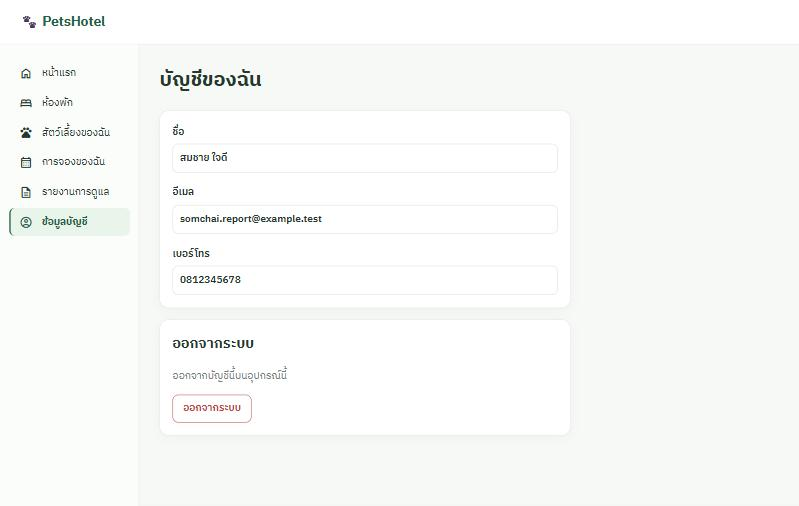 PetsHotel
หน้าแรก
ห้องพัก
สัตว์เลี้ยงของฉัน
การจองของฉัน
รายงานการดูแล
ข้อมูลบัญชี
บัญชีของฉัน
ชื่อ
สมชาย ใจดี
อีเมล
somchai.report@example.test
เบอร์โทร
0812345678
ออกจากระบบ
ออกจากบัญชีนี้บนอุปกรณ์นี้
ออกจากระบบ